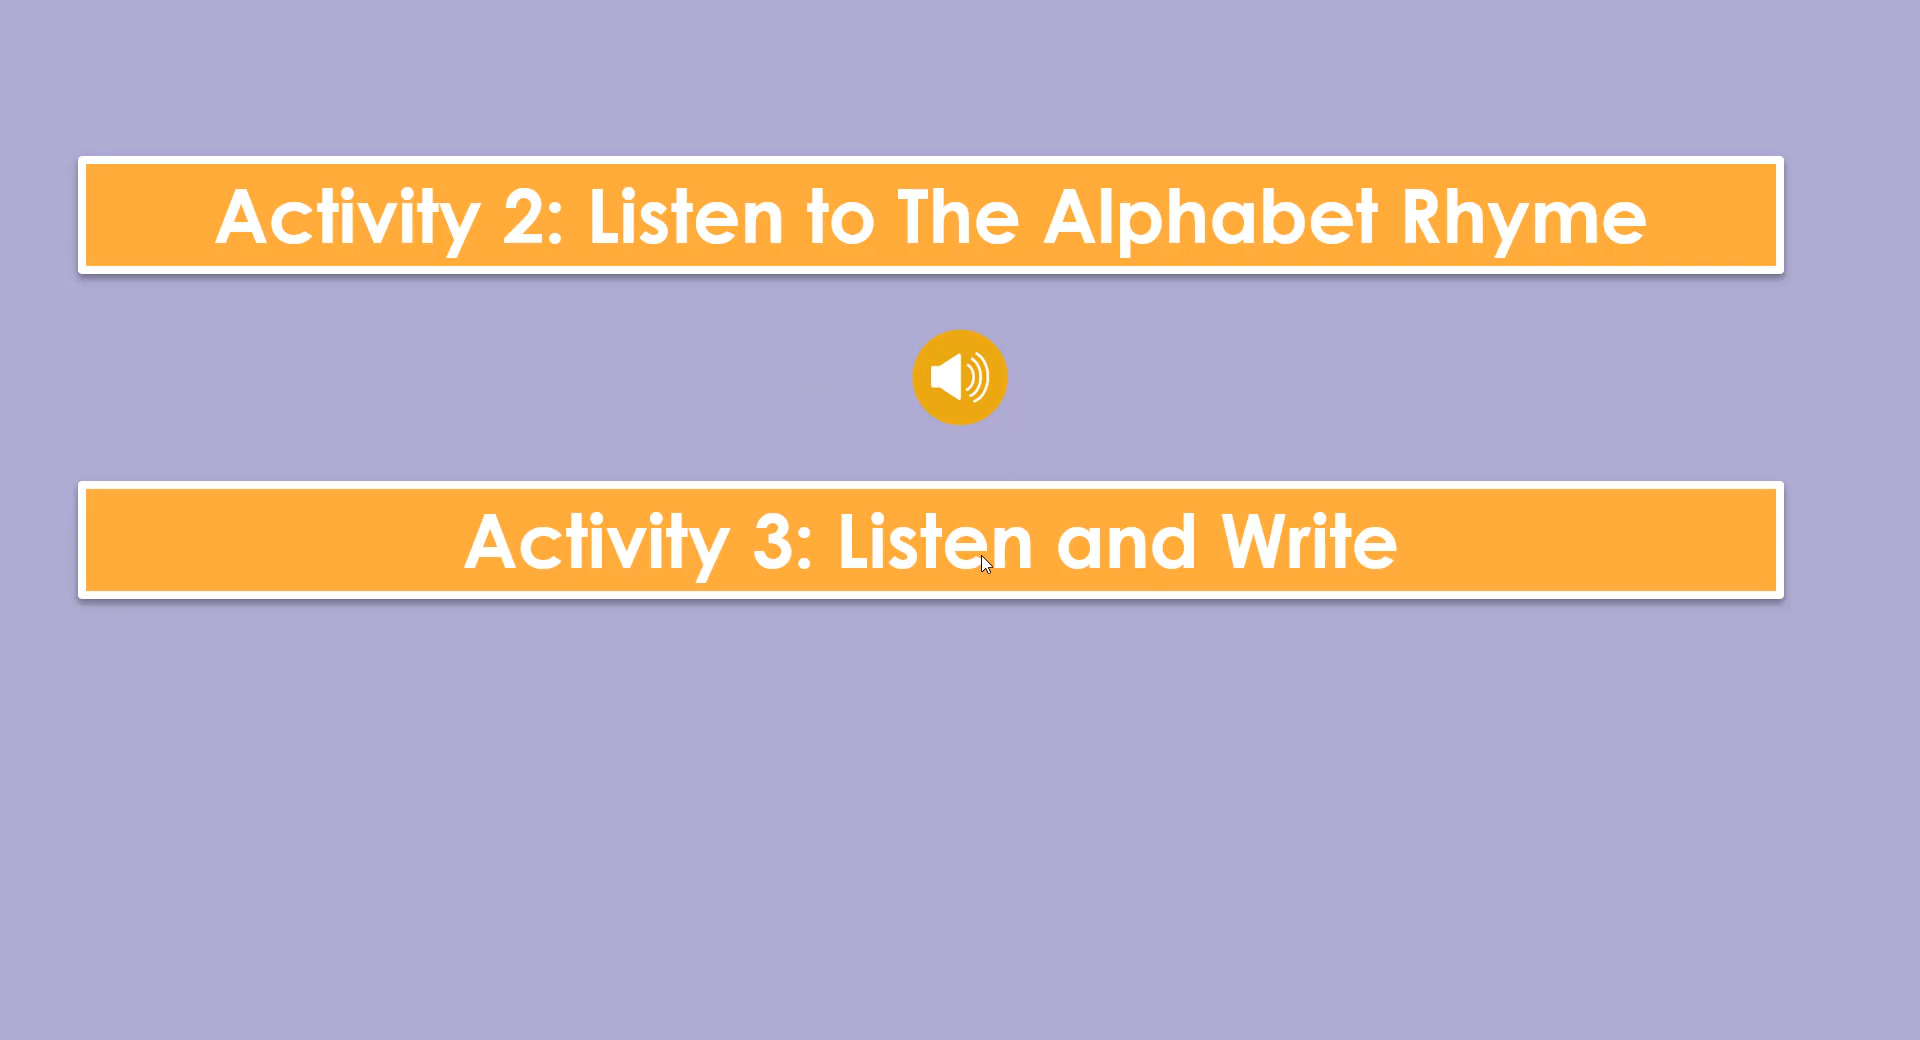 Activity 2: Listen to The Alphabet Rhyme
Activity 3: Listen and Write